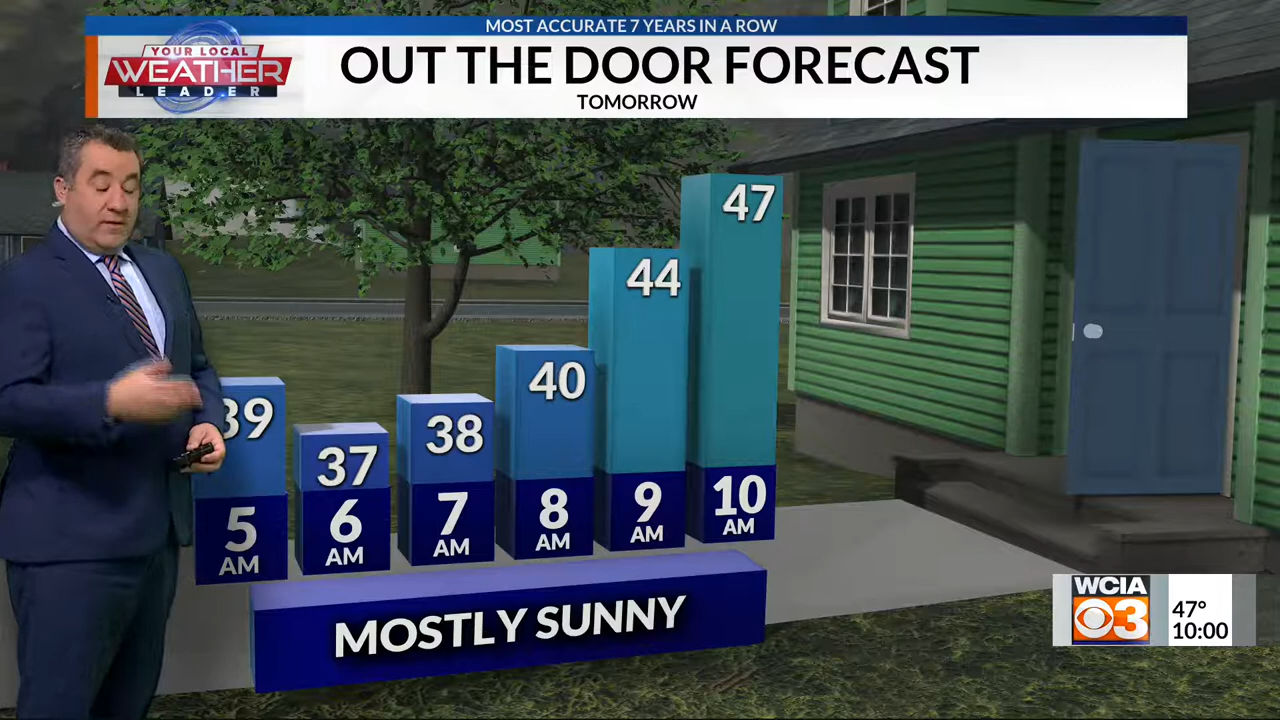 MOST ACCURATE 7 YEARS IN A ROW
YOUR LOCAL
WEATHER
LEADER
OUT THE DOOR FORECAST
TOMORROW
39
37
38
40
44
47
5
AM
6
AM
7
AM
8
AM
9
AM
10
AM
MOSTLY SUNNY
WCIA
3
47°
10:00